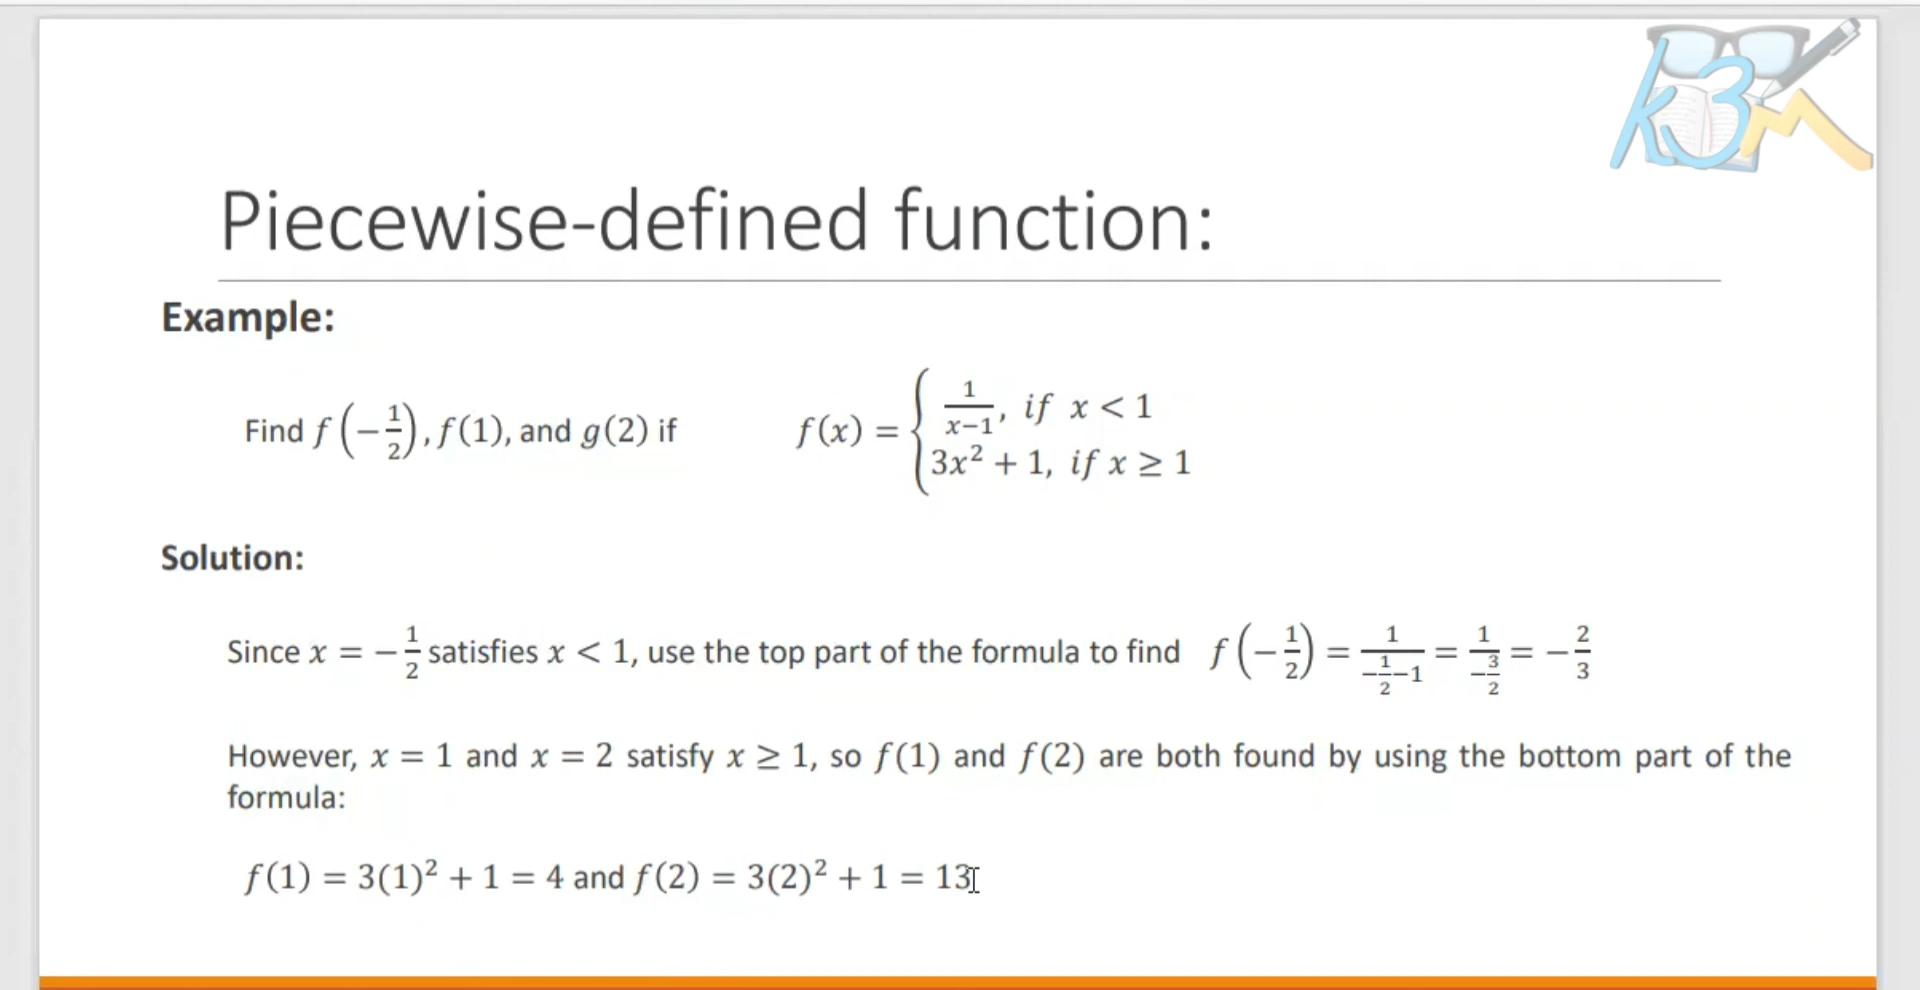 k3m
Piecewise-defined function:
Example:
Find f(−1/2), f(1), and g(2) if f(x) = { 1/(x−1), if x < 1
3x² + 1, if x ≥ 1
Solution:
Since x = −1/2 satisfies x < 1, use the top part of the formula to find f(−1/2) = 1/(−1/2−1) = 1/(−3/2) = −2/3
However, x = 1 and x = 2 satisfy x ≥ 1, so f(1) and f(2) are both found by using the bottom part of the
formula:
f(1) = 3(1)² + 1 = 4 and f(2) = 3(2)² + 1 = 13